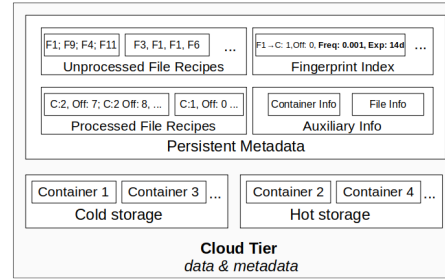 F1; F9; F4; F11
F3, F1, F1, F6
...
Unprocessed File Recipes
F1→C: 1,Off: 0, Freq: 0.001, Exp: 14d
...
Fingerprint Index
C:2, Off: 7; C:2 Off: 8, ...
C:1, Off: 0 ...
Processed File Recipes
Container Info
File Info
Auxiliary Info
Persistent Metadata
Container 1
Container 3
...
Cold storage
Container 2
Container 4
...
Hot storage
Cloud Tier
data & metadata